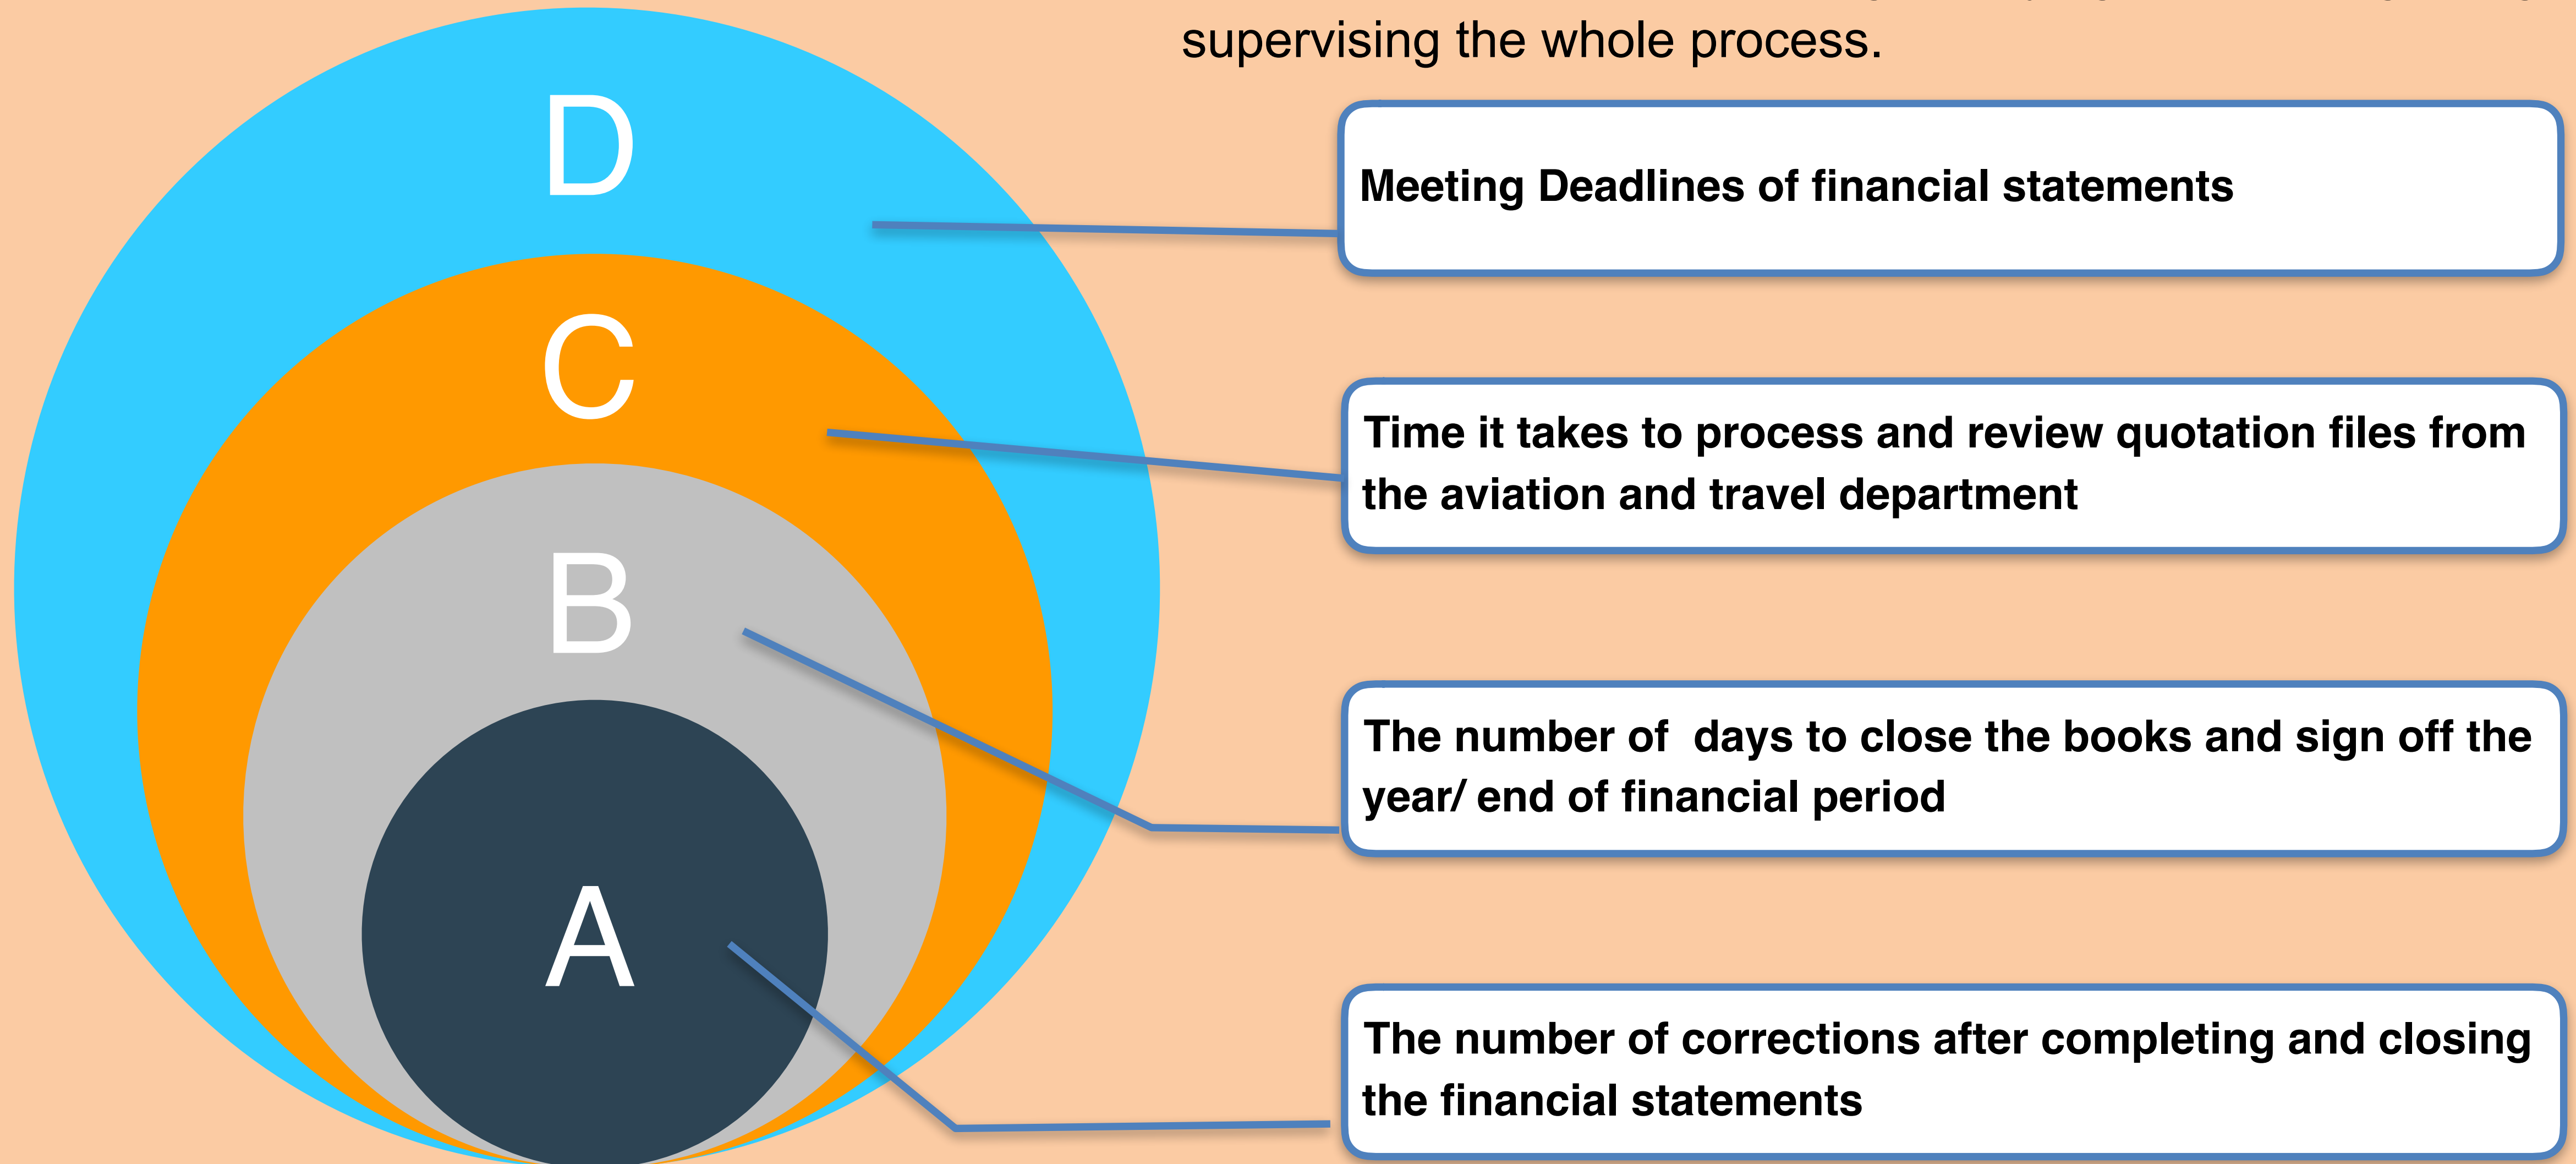 supervising the whole process.
D
Meeting Deadlines of financial statements
C
Time it takes to process and review quotation files from
the aviation and travel department
B
The number of  days to close the books and sign off the
year/ end of financial period
A
The number of corrections after completing and closing
the financial statements